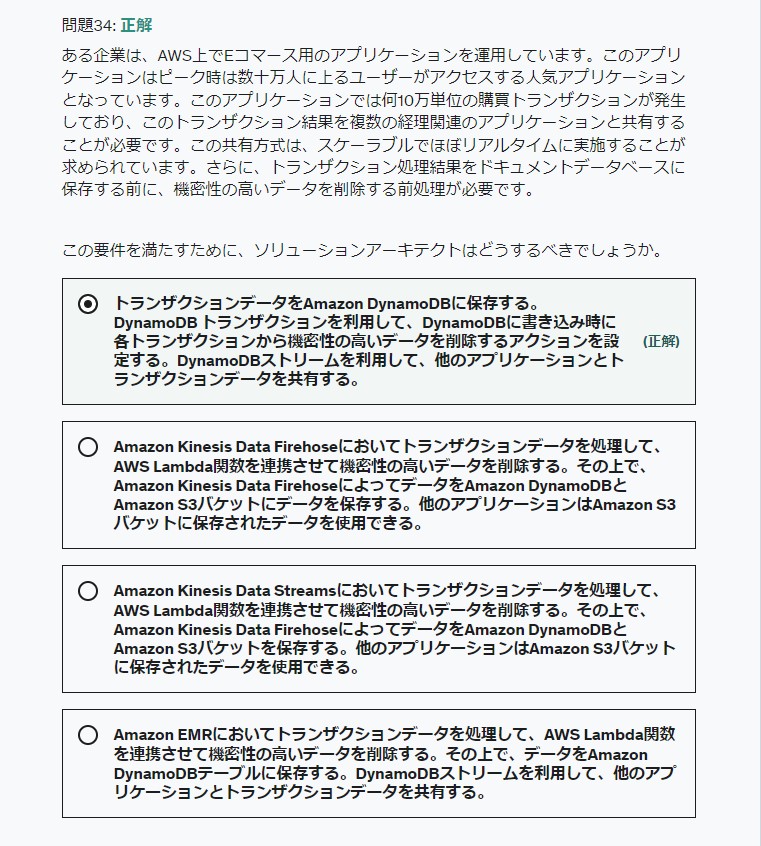 問題34: 正解
ある企業は、AWS上でEコマース用のアプリケーションを運用しています。このアプリ
ケーションはピーク時は数十万人に上るユーザーがアクセスする人気アプリケーション
となっています。このアプリケーションでは何10万単位の購買トランザクションが発生
しており、このトランザクション結果を複数の経理関連のアプリケーションと共有する
ことが必要です。この共有方式は、スケーラブルでほぼリアルタイムに実施することが
求められています。さらに、トランザクション処理結果をドキュメントデータベースに
保存する前に、機密性の高いデータを削除する前処理が必要です。
この要件を満たすために、ソリューションアーキテクトはどうするべきでしょうか。
トランザクションデータをAmazon DynamoDBに保存する。
DynamoDB トランザクションを利用して、DynamoDBに書き込み時に
各トランザクションから機密性の高いデータを削除するアクションを設
定する。DynamoDBストリームを利用して、他のアプリケーションとト
ランザクションデータを共有する。
(正解)
Amazon Kinesis Data Firehoseにおいてトランザクションデータを処理して、
AWS Lambda関数を連携させて機密性の高いデータを削除する。その上で、
Amazon Kinesis Data FirehoseによってデータをAmazon DynamoDBと
Amazon S3バケットにデータを保存する。他のアプリケーションはAmazon S3
バケットに保存されたデータを使用できる。
Amazon Kinesis Data Streamsにおいてトランザクションデータを処理して、
AWS Lambda関数を連携させて機密性の高いデータを削除する。その上で、
Amazon Kinesis Data FirehoseによってデータをAmazon DynamoDBと
Amazon S3バケットを保存する。他のアプリケーションはAmazon S3バケット
に保存されたデータを使用できる。
Amazon EMRにおいてトランザクションデータを処理して、AWS Lambda関数
を連携させて機密性の高いデータを削除する。その上で、データをAmazon
DynamoDBテーブルに保存する。DynamoDBストリームを利用して、他のアプ
リケーションとトランザクションデータを共有する。